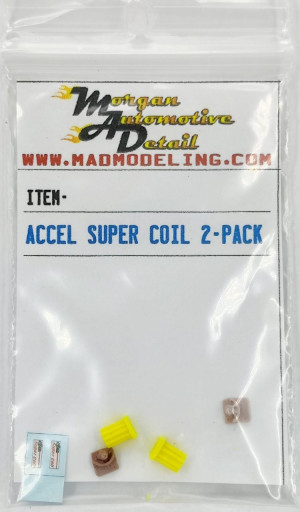 Morgan
Automotive
Detail
WWW.MADMODELING.COM
ITEM-
ACCEL SUPER COIL 2-PACK